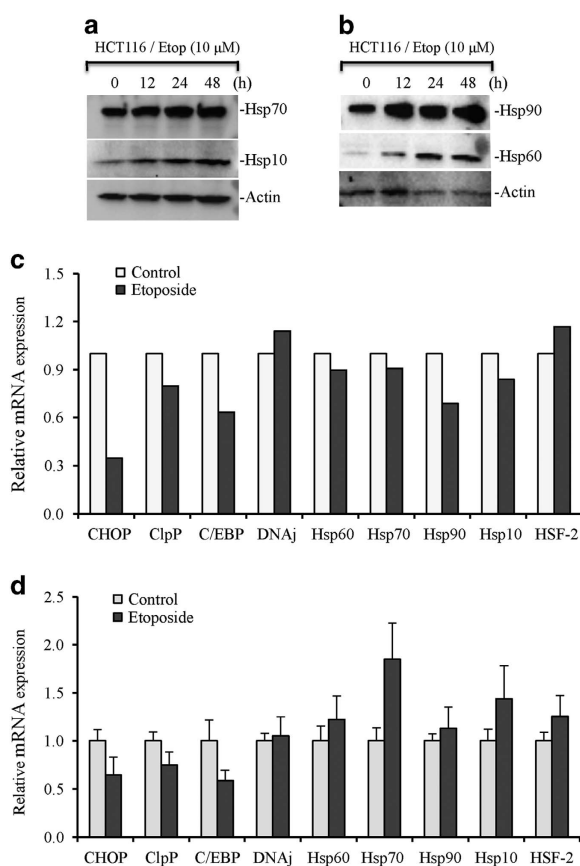 a
HCT116 / Etop (10 µM)
0 12 24 48 (h)
-Hsp70
-Hsp10
-Actin
b
HCT116 / Etop (10 µM)
0 12 24 48 (h)
-Hsp90
-Hsp60
-Actin
c
Control
Etoposide
Relative mRNA expression
1.5
1.2
0.9
0.6
0.3
0.0
CHOP ClpP C/EBP DNAj Hsp60 Hsp70 Hsp90 Hsp10 HSF-2
d
Control
Etoposide
Relative mRNA expression
2.5
2.0
1.5
1.0
0.5
0.0
CHOP ClpP C/EBP DNAj Hsp60 Hsp70 Hsp90 Hsp10 HSF-2